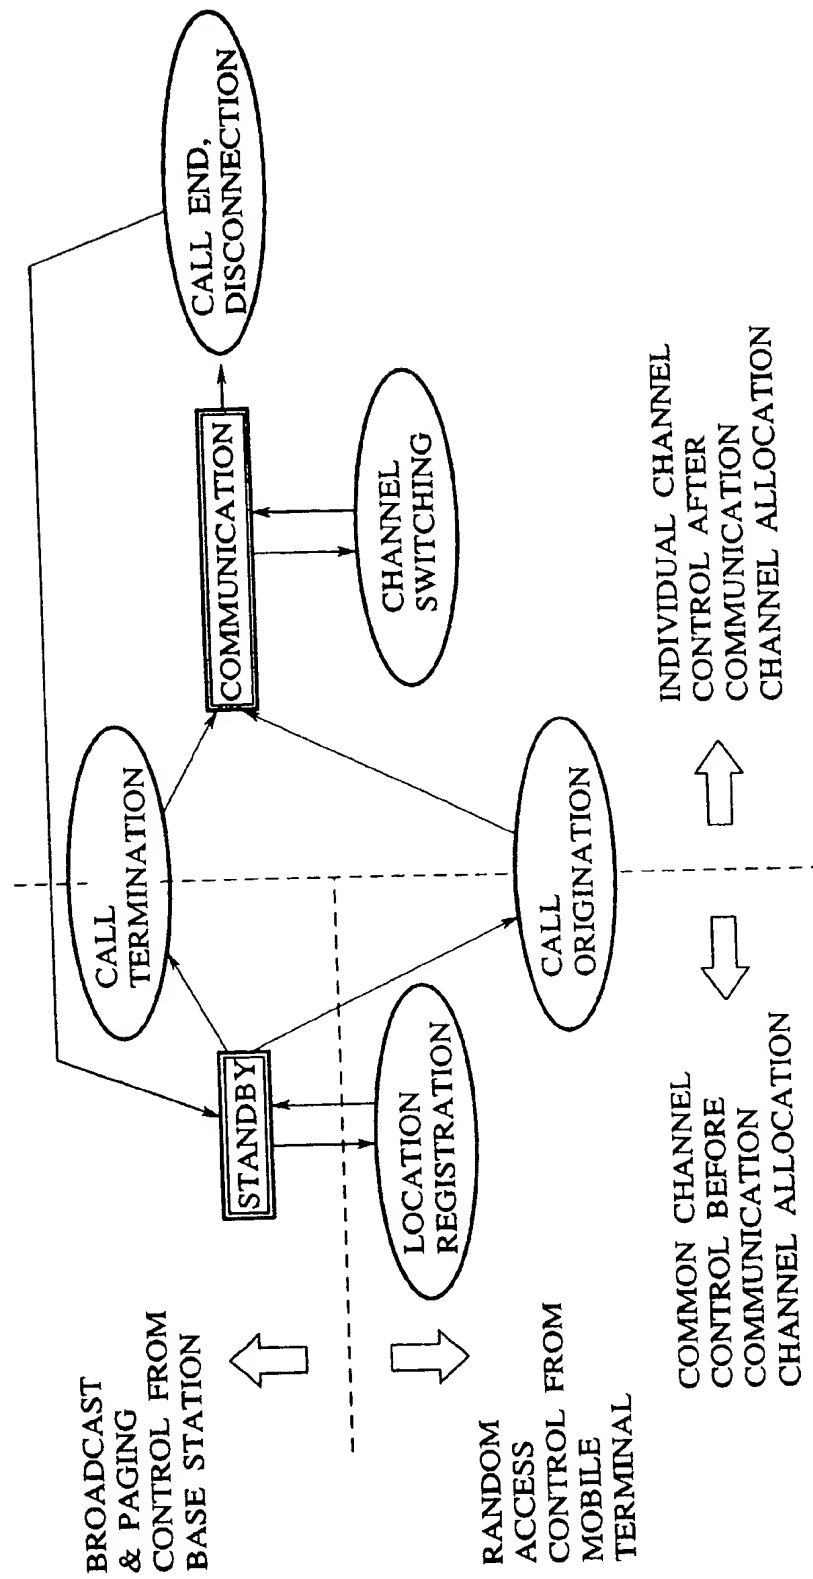 BROADCAST
& PAGING
CONTROL FROM
BASE STATION
RANDOM
ACCESS
CONTROL FROM
MOBILE
TERMINAL
STANDBY
LOCATION
REGISTRATION
CALL
TERMINATION
CALL
ORIGINATION
COMMUNICATION
CHANNEL
SWITCHING
CALL END,
DISCONNECTION
COMMON CHANNEL
CONTROL BEFORE
COMMUNICATION
CHANNEL ALLOCATION
INDIVIDUAL CHANNEL
CONTROL AFTER
COMMUNICATION
CHANNEL ALLOCATION